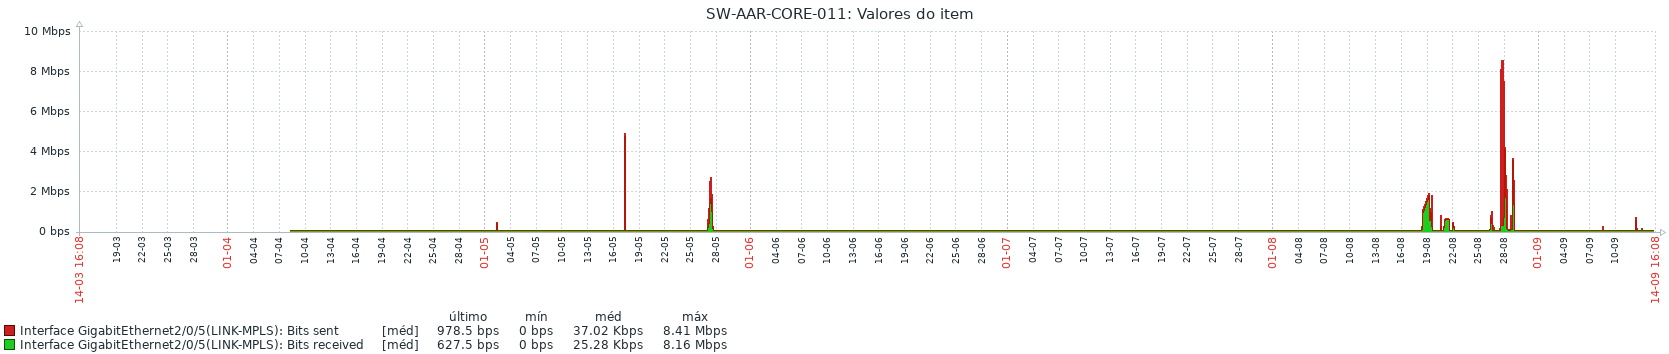 SW-AAR-CORE-011: Valores do item
10 Mbps
8 Mbps
6 Mbps
4 Mbps
2 Mbps
0 bps
14-03 16:08 19-03 22-03 25-03 28-03 01-04 04-04 07-04 10-04 13-04 16-04 19-04 22-04 25-04 28-04 01-05 04-05 07-05 10-05 13-05 16-05 19-05 22-05 25-05 28-05 01-06 04-06 07-06 10-06 13-06 16-06 19-06 22-06 25-06 28-06 01-07 04-07 07-07 10-07 13-07 16-07 19-07 22-07 25-07 28-07 01-08 04-08 07-08 10-08 13-08 16-08 19-08 22-08 25-08 28-08 01-09 04-09 07-09 10-09 14-09 16:08
último mín méd máx
Interface GigabitEthernet2/0/5(LINK-MPLS): Bits sent [méd] 978.5 bps 0 bps 37.02 Kbps 8.41 Mbps
Interface GigabitEthernet2/0/5(LINK-MPLS): Bits received [méd] 627.5 bps 0 bps 25.28 Kbps 8.16 Mbps